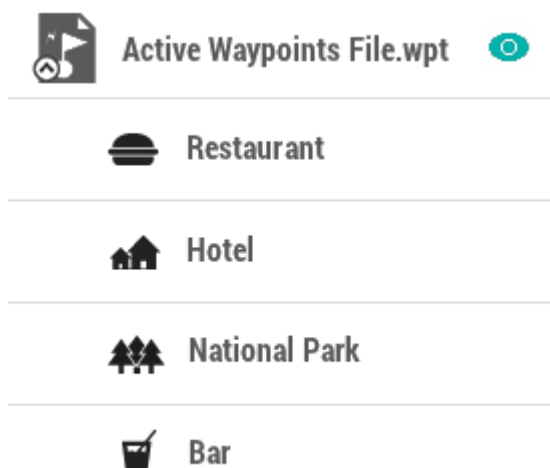 Active Waypoints File.wpt
Restaurant
Hotel
National Park
Bar